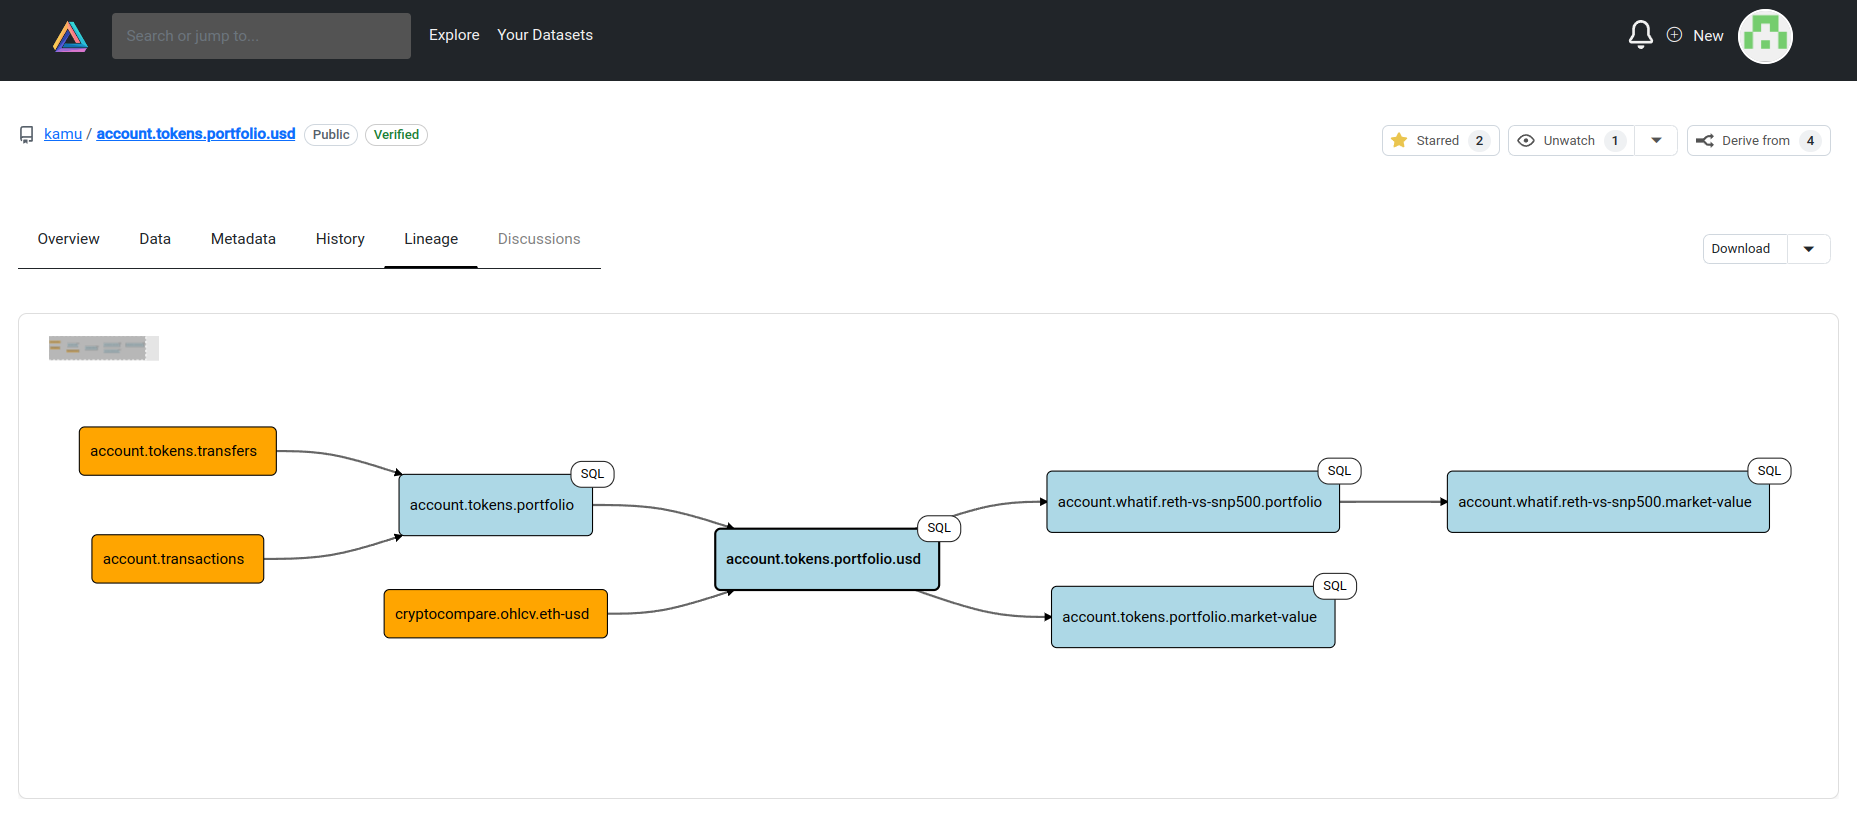 Search or jump to...
Explore
Your Datasets
New
kamu / account.tokens.portfolio.usd
Public
Verified
Starred 2
Unwatch 1
Derive from 4
Overview
Data
Metadata
History
Lineage
Discussions
Download
account.tokens.transfers
account.transactions
SQL
account.tokens.portfolio
cryptocompare.ohlcv.eth-usd
SQL
account.tokens.portfolio.usd
SQL
account.whatif.reth-vs-snp500.portfolio
SQL
account.tokens.portfolio.market-value
SQL
account.whatif.reth-vs-snp500.market-value